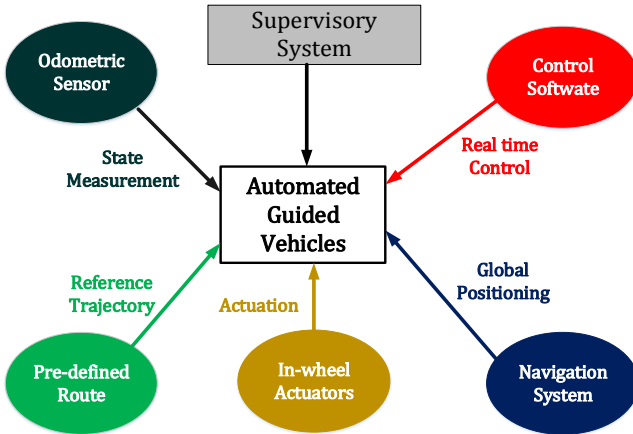 Supervisory
System
Odometric
Sensor
Control
Softwate
State
Measurement
Real time
Control
Automated
Guided
Vehicles
Reference
Trajectory
Actuation
Global
Positioning
Pre-defined
Route
In-wheel
Actuators
Navigation
System